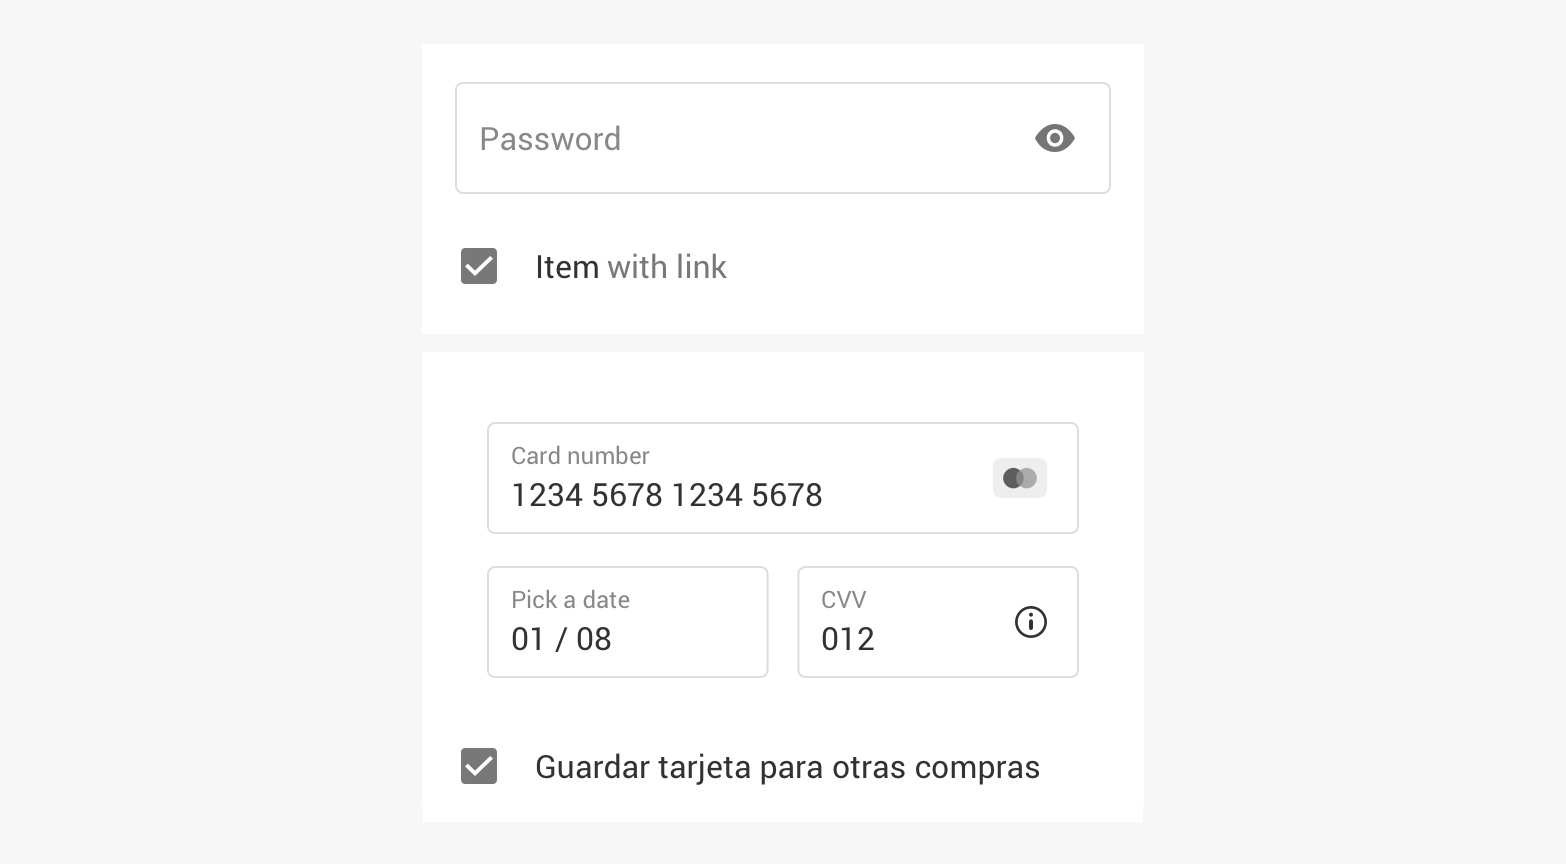 Password
Item with link
Card number
1234 5678 1234 5678
Pick a date
01 / 08
CVV
012
Guardar tarjeta para otras compras